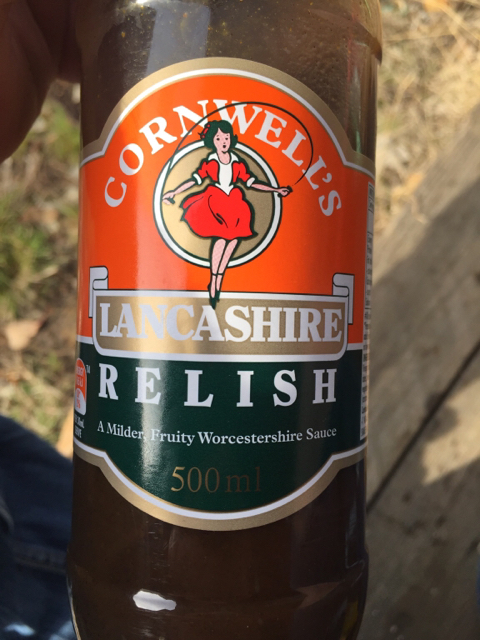 CORNWELL'S
LANCASHIRE
RELISH
A Milder, Fruity Worcestershire Sauce
500ml